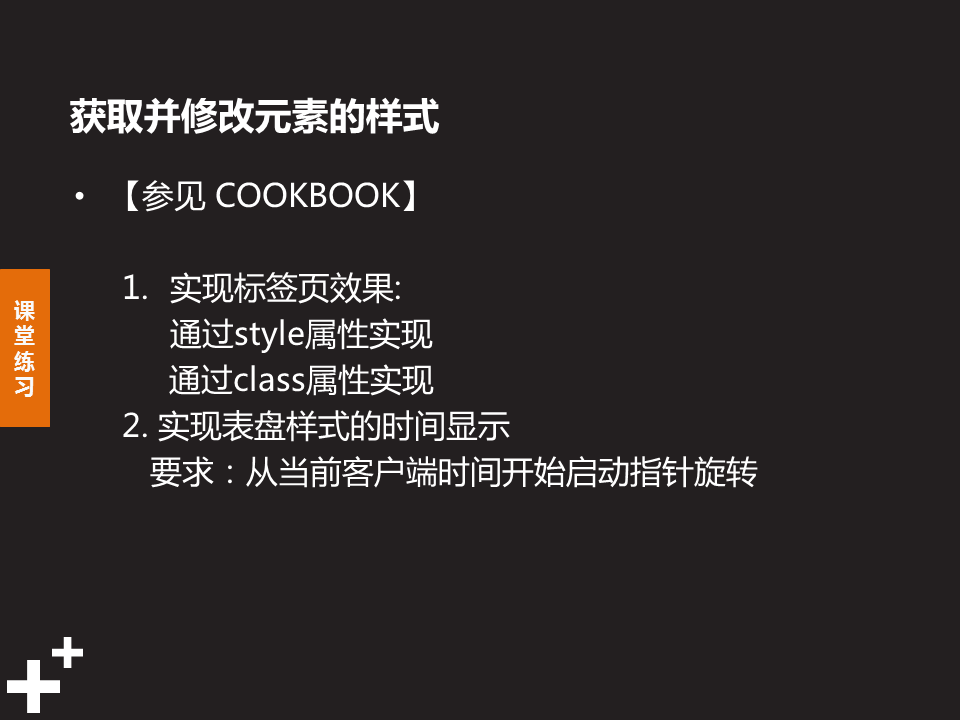 获取并修改元素的样式
• 【参见 COOKBOOK】
1. 实现标签页效果:
通过style属性实现
通过class属性实现
2. 实现表盘样式的时间显示
要求：从当前客户端时间开始启动指针旋转
课
堂
练
习